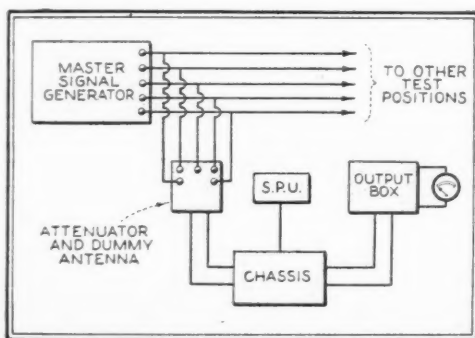 MASTER
SIGNAL
GENERATOR
TO OTHER
TEST
POSITIONS
S.P.U.
OUTPUT
BOX
ATTENUATOR
AND DUMMY
ANTENNA
CHASSIS